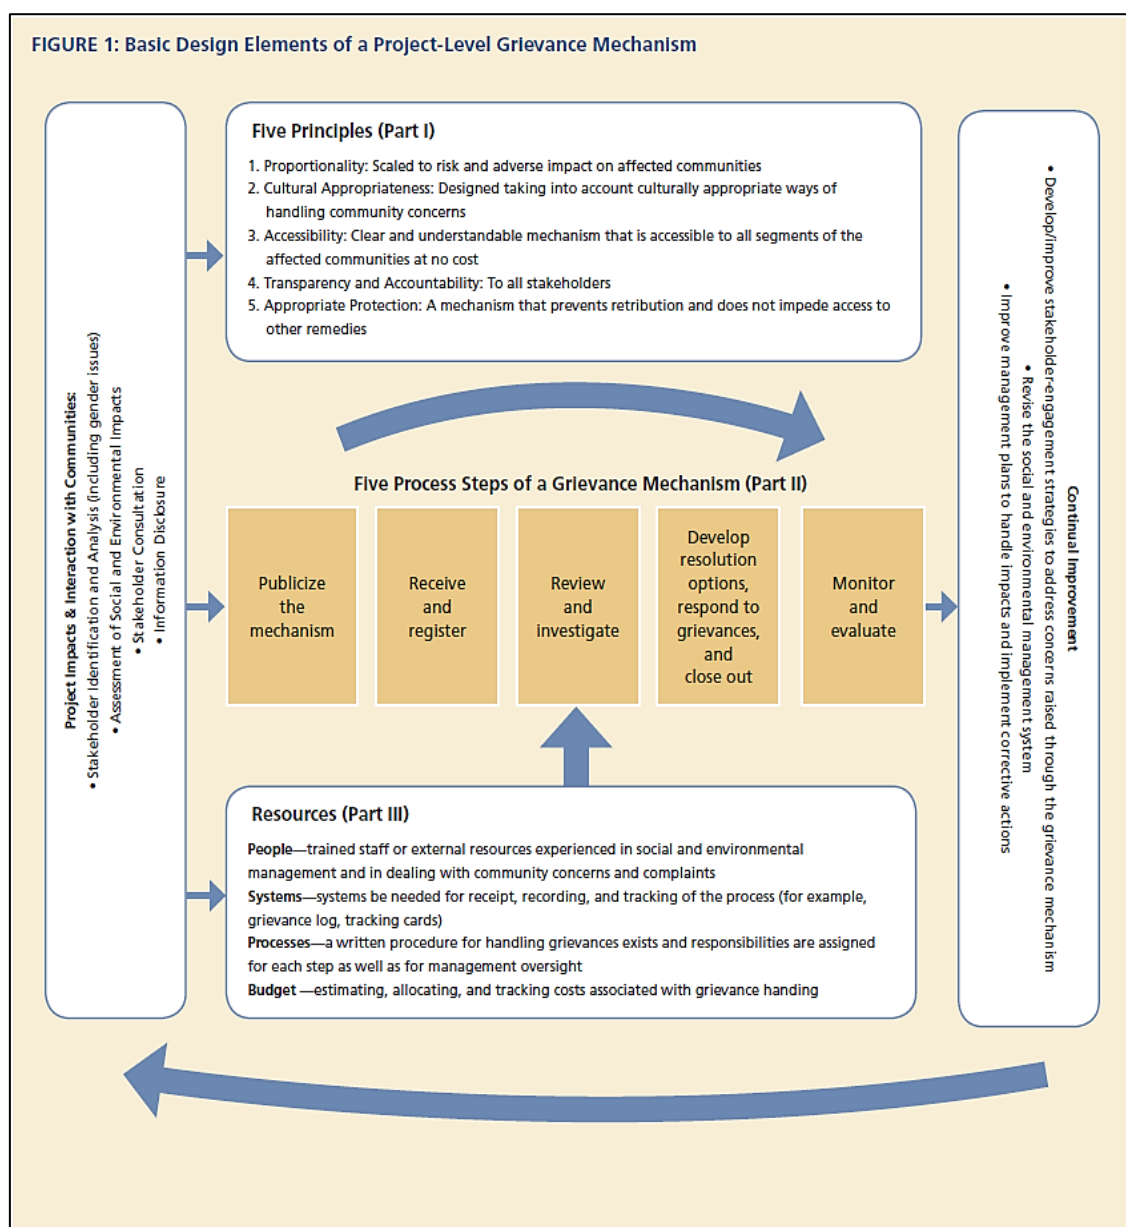 FIGURE 1: Basic Design Elements of a Project-Level Grievance Mechanism
Project Impacts & Interaction with Communities:
• Stakeholder Identification and Analysis (including gender issues)
• Assessment of Social and Environmental Impacts
• Stakeholder Consultation
• Information Disclosure
Five Principles (Part I)
1. Proportionality: Scaled to risk and adverse impact on affected communities
2. Cultural Appropriateness: Designed taking into account culturally appropriate ways of
handling community concerns
3. Accessibility: Clear and understandable mechanism that is accessible to all segments of the
affected communities at no cost
4. Transparency and Accountability: To all stakeholders
5. Appropriate Protection: A mechanism that prevents retribution and does not impede access to
other remedies
Five Process Steps of a Grievance Mechanism (Part II)
Publicize
the
mechanism
Receive
and
register
Review
and
investigate
Develop
resolution
options,
respond to
grievances,
and
close out
Monitor
and
evaluate
Resources (Part III)
People—trained staff or external resources experienced in social and environmental
management and in dealing with community concerns and complaints
Systems—systems be needed for receipt, recording, and tracking of the process (for example,
grievance log, tracking cards)
Processes—a written procedure for handling grievances exists and responsibilities are assigned
for each step as well as for management oversight
Budget —estimating, allocating, and tracking costs associated with grievance handing
Continual Improvement
• Develop/improve stakeholder-engagement strategies to address concerns raised through the grievance mechanism
• Revise the social and environmental management system
• Improve management plans to handle impacts and implement corrective actions